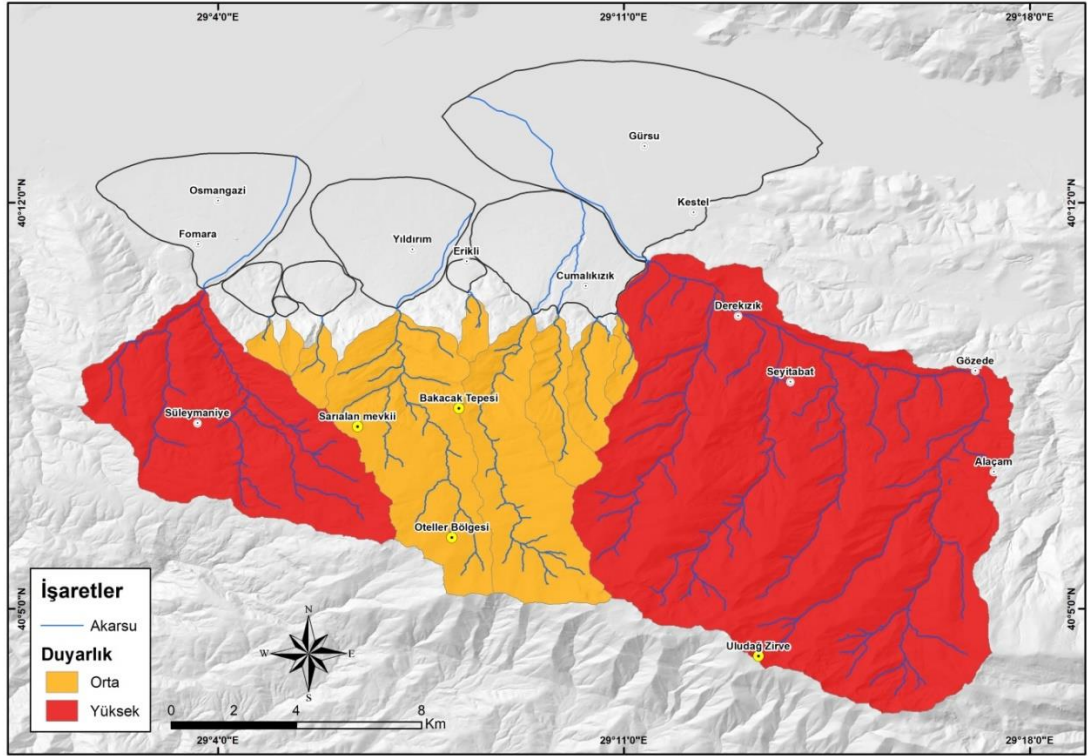 29°4'0"E
29°11'0"E
29°18'0"E
Gürsu
Osmangazi
40°12'0"N
Kestel
40°12'0"N
Fomara
Yıldırım
Erikli
Cumalıkızık
Derekızık
Gözede
Seyitabat
Bakacak Tepesi
Süleymaniye
Sarıalan mevkii
Alaçam
Oteller Bölgesi
İşaretler
Akarsu
Duyarlık
Orta
Yüksek
N
W
E
S
40°5'0"N
40°5'0"N
Uludağ Zirve
0 2 4 8
Km
29°4'0"E
29°11'0"E
29°18'0"E